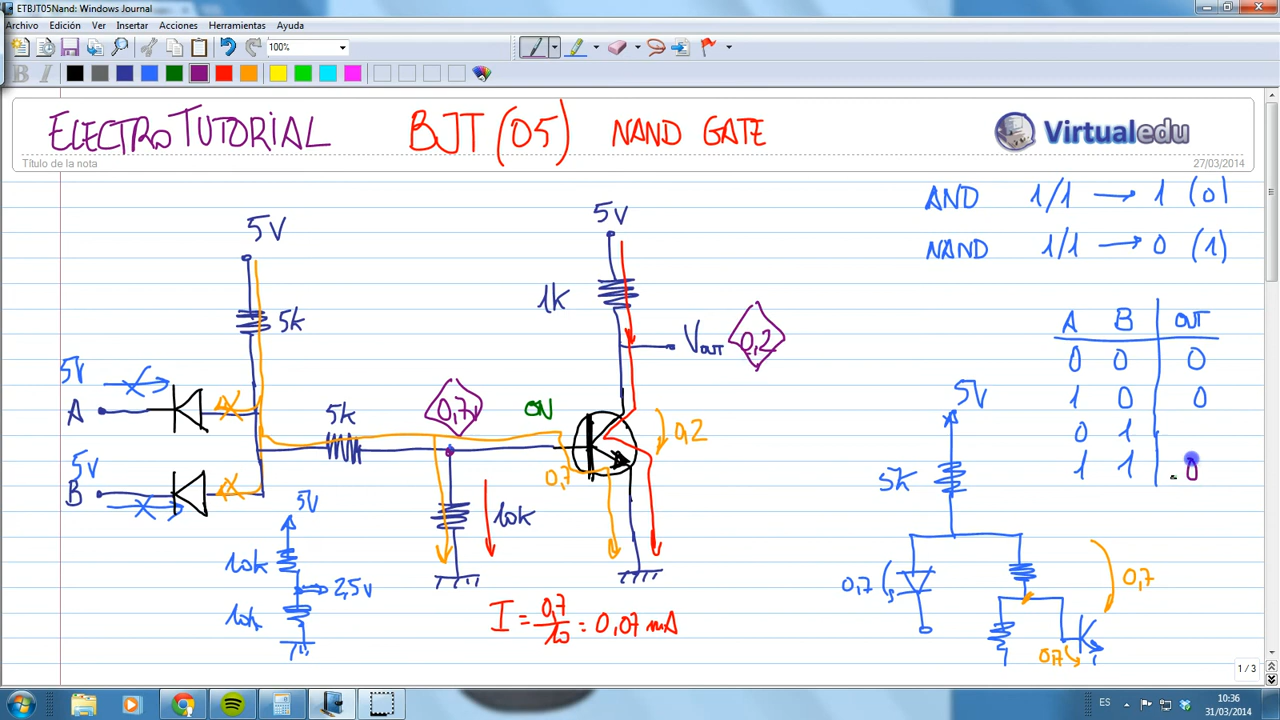 ETBJT05Nand: Windows Journal
Archivo Edición Ver Insertar Acciones Herramientas Ayuda
100%
ELECTRO TUTORIAL BJT (05) NAND GATE
Virtualedu
Título de la nota
27/03/2014
AND 1/1 → 1 (0)
NAND 1/1 → 0 (1)
5V
5V
1K
5k
VOUT 0,2
A B OUT
0 0 0
1 0 0
0 1
1 1 0
5V
A
5k
0,7v
ON
0,2
5V
B
0,7
10k
5V
10k
2,5V
10k
I = 0,7/10 = 0,07 mA
5V
5k
0,7
0,7
0,7
1 / 3
ES
10:36
31/03/2014